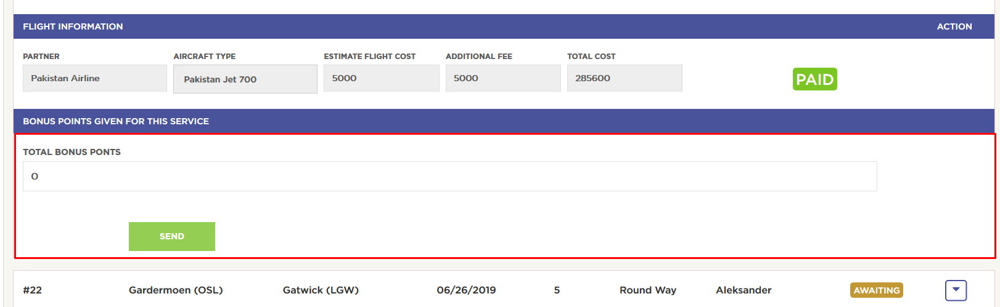 FLIGHT INFORMATION ACTION
PARTNER AIRCRAFT TYPE ESTIMATE FLIGHT COST ADDITIONAL FEE TOTAL COST
Pakistan Airline Pakistan Jet 700 5000 5000 285600 PAID
BONUS POINTS GIVEN FOR THIS SERVICE
TOTAL BONUS PONTS
0
SEND
#22 Gardermoen (OSL) Gatwick (LGW) 06/26/2019 5 Round Way Aleksander AWAITING